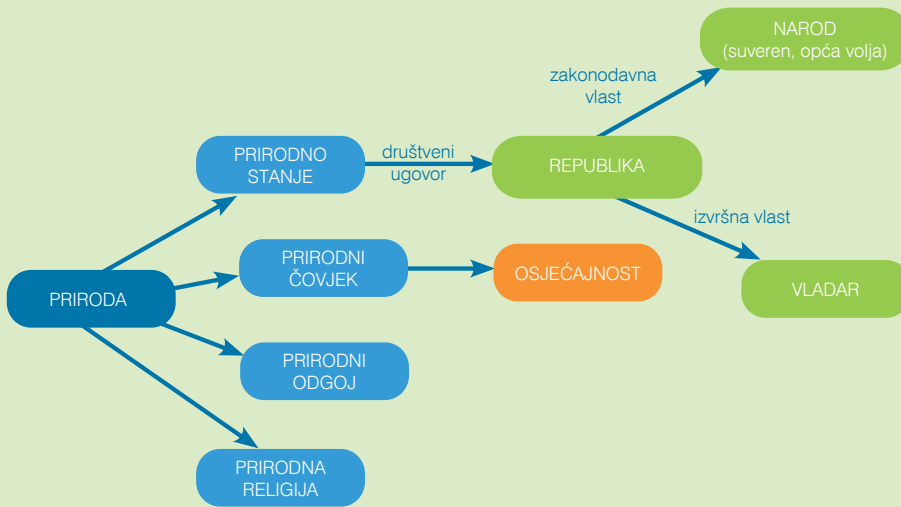 NAROD
(suveren, opća volja)
zakonodavna
vlast
PRIRODNO
STANJE
društveni
ugovor
REPUBLIKA
izvršna vlast
PRIRODNI
ČOVJEK
OSJEĆAJNOST
VLADAR
PRIRODA
PRIRODNI
ODGOJ
PRIRODNA
RELIGIJA